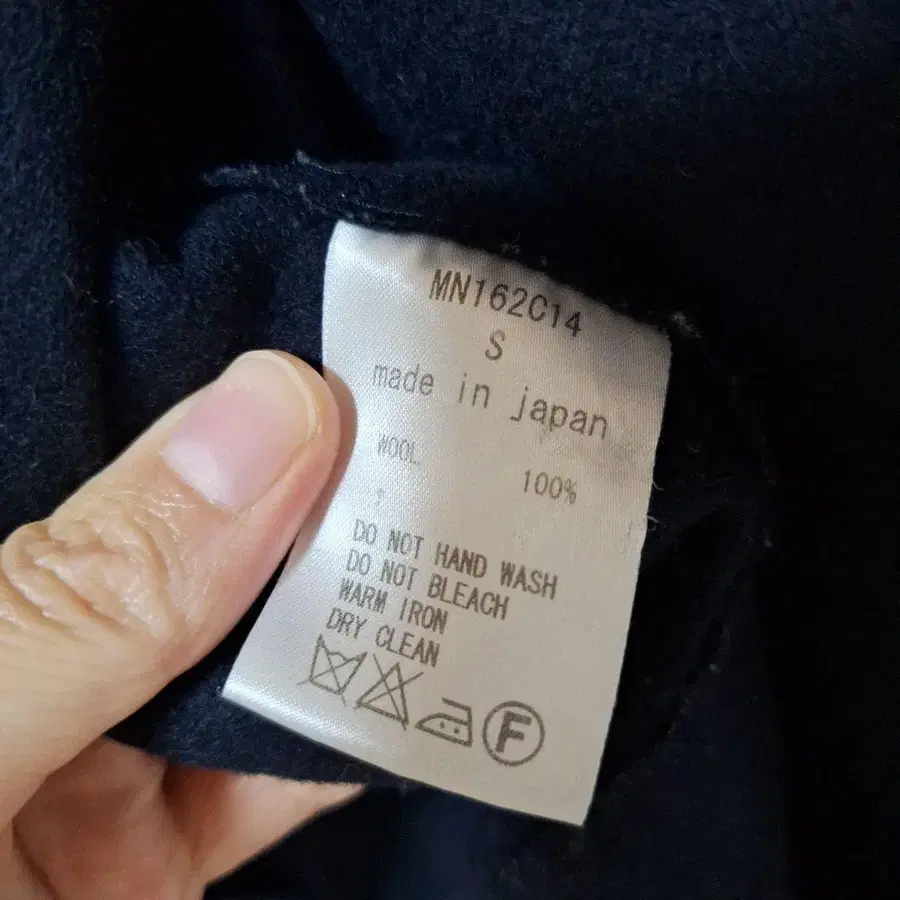 MN162C14
S
made in japan
WOOL 100%
DO NOT HAND WASH
DO NOT BLEACH
WARM IRON
DRY CLEAN
F